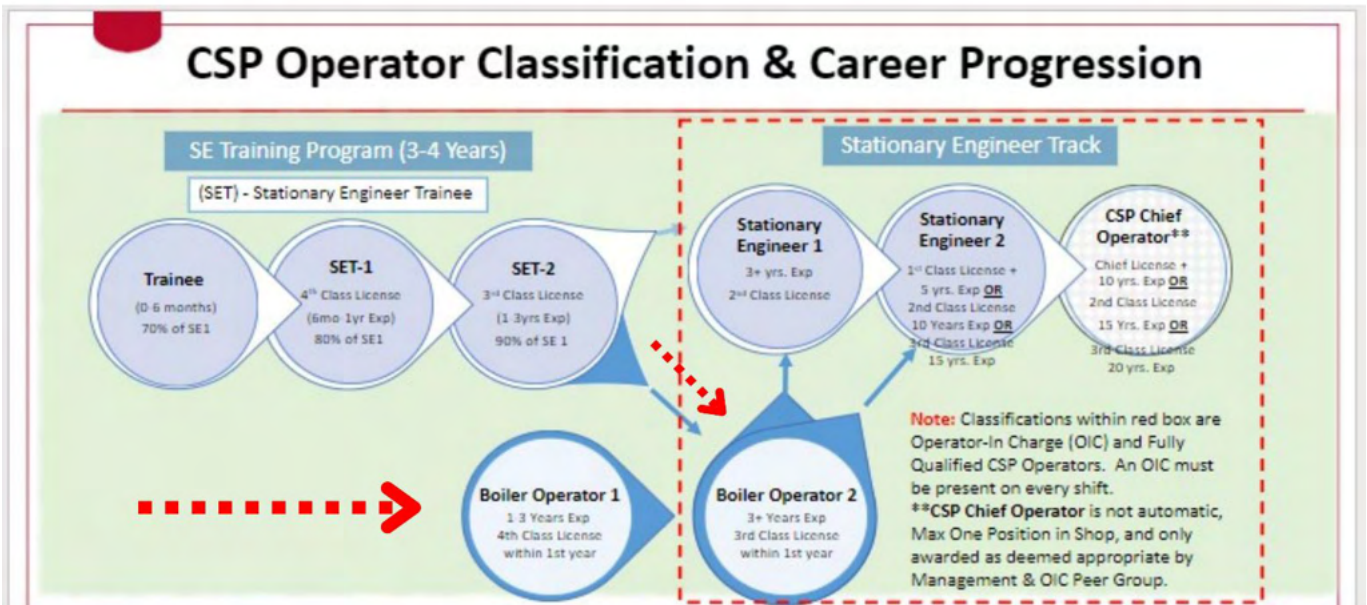 CSP Operator Classification & Career Progression
SE Training Program (3-4 Years)
(SET) - Stationary Engineer Trainee
Trainee
(0-6 months)
70% of SE1
SET-1
4th Class License
(6mo-1yr Exp)
80% of SE1
SET-2
3rd Class License
(1-3yrs Exp)
90% of SE 1
Stationary Engineer Track
Stationary
Engineer 1
3+ yrs. Exp
2nd Class License
Stationary
Engineer 2
1st Class License +
5 yrs. Exp OR
2nd Class License
10 Years Exp OR
3rd Class License
15 yrs. Exp
CSP Chief
Operator**
Chief License +
10 yrs. Exp OR
2nd Class License
15 Yrs. Exp OR
3rd Class License
20 yrs. Exp
Boiler Operator 1
1-3 Years Exp
4th Class License
within 1st year
Boiler Operator 2
3+ Years Exp
3rd Class License
within 1st year
Note: Classifications within red box are
Operator-In Charge (OIC) and Fully
Qualified CSP Operators. An OIC must
be present on every shift.
**CSP Chief Operator is not automatic,
Max One Position in Shop, and only
awarded as deemed appropriate by
Management & OIC Peer Group.